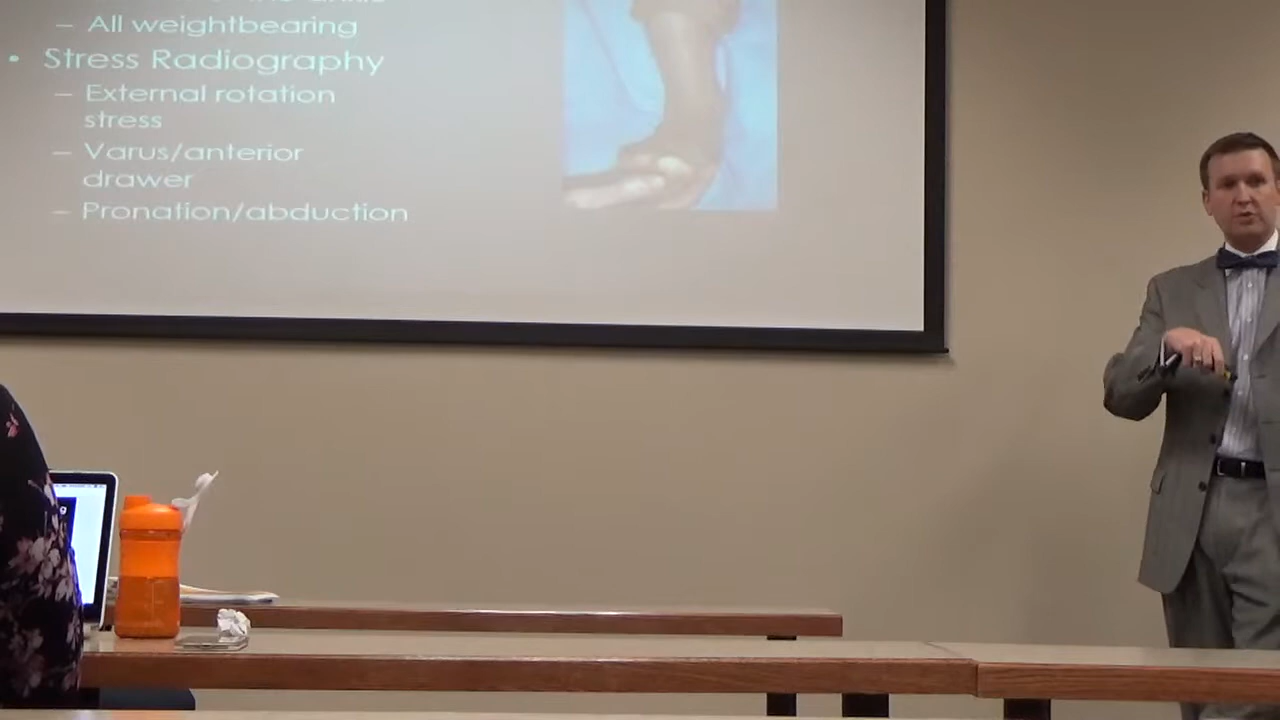 – All weightbearing
• Stress Radiography
– External rotation
stress
– Varus/anterior
drawer
– Pronation/abduction